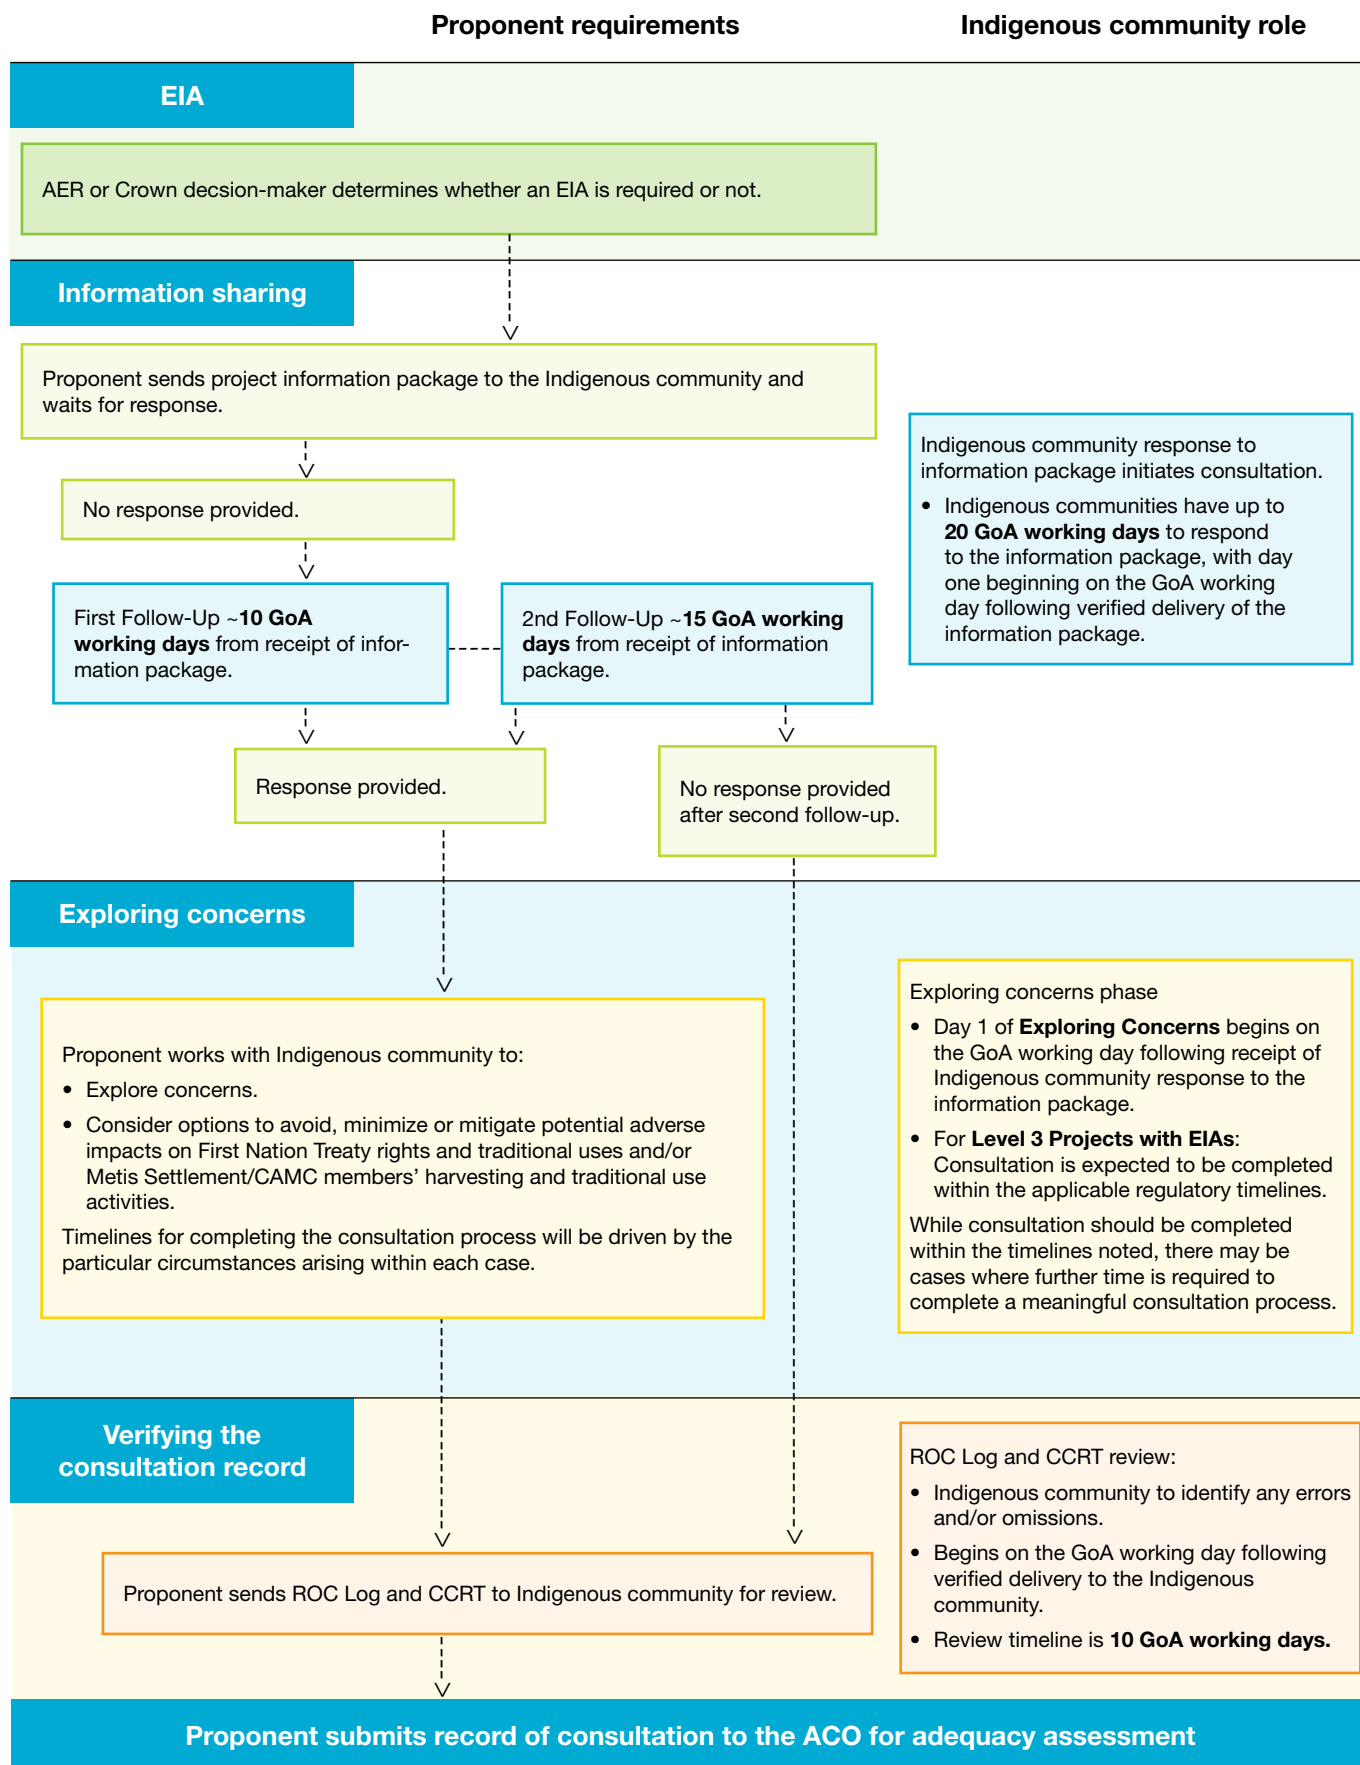 Proponent requirements
Indigenous community role
EIA
AER or Crown decsion-maker determines whether an EIA is required or not.
Information sharing
Proponent sends project information package to the Indigenous community and
waits for response.
No response provided.
First Follow-Up ~10 GoA
working days from receipt of infor-
mation package.
2nd Follow-Up ~15 GoA working
days from receipt of information
package.
Indigenous community response to
information package initiates consultation.
• Indigenous communities have up to
20 GoA working days to respond
to the information package, with day
one beginning on the GoA working
day following verified delivery of the
information package.
Response provided.
No response provided
after second follow-up.
Exploring concerns
Proponent works with Indigenous community to:
• Explore concerns.
• Consider options to avoid, minimize or mitigate potential adverse
impacts on First Nation Treaty rights and traditional uses and/or
Metis Settlement/CAMC members’ harvesting and traditional use
activities.
Timelines for completing the consultation process will be driven by the
particular circumstances arising within each case.
Exploring concerns phase
• Day 1 of Exploring Concerns begins on
the GoA working day following receipt of
Indigenous community response to the
information package.
• For Level 3 Projects with EIAs:
Consultation is expected to be completed
within the applicable regulatory timelines.
While consultation should be completed
within the timelines noted, there may be
cases where further time is required to
complete a meaningful consultation process.
Verifying the
consultation record
Proponent sends ROC Log and CCRT to Indigenous community for review.
ROC Log and CCRT review:
• Indigenous community to identify any errors
and/or omissions.
• Begins on the GoA working day following
verified delivery to the Indigenous
community.
• Review timeline is 10 GoA working days.
Proponent submits record of consultation to the ACO for adequacy assessment